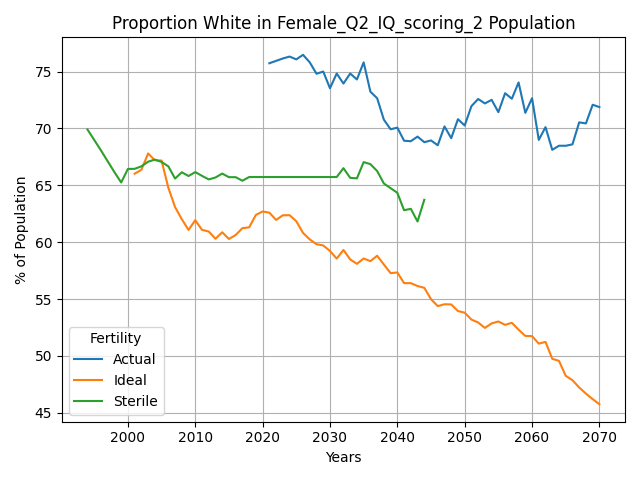 Proportion White in Female_Q2_IQ_scoring_2 Population
% of Population
75
70
65
60
55
50
45
Fertility
Actual
Ideal
Sterile
2000
2010
2020
2030
2040
2050
2060
2070
Years